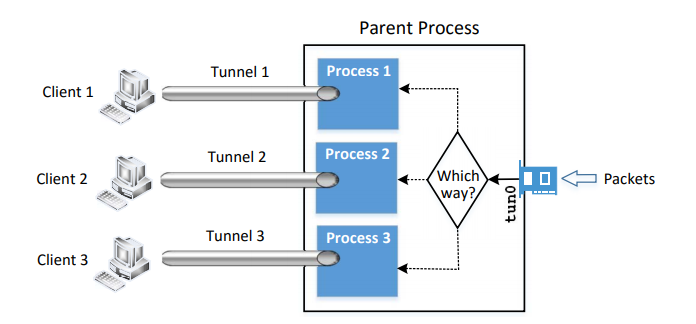 Parent Process
Client 1
Tunnel 1
Process 1
Client 2
Tunnel 2
Process 2
Which
way?
tun0
Packets
Client 3
Tunnel 3
Process 3